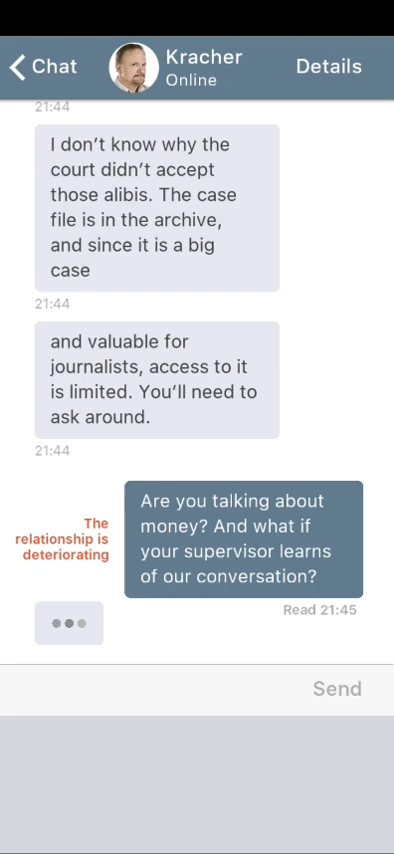 Chat
Kracher
Online
Details
21:44
I don’t know why the
court didn’t accept
those alibis. The case
file is in the archive,
and since it is a big
case
21:44
and valuable for
journalists, access to it
is limited. You’ll need to
ask around.
21:44
Are you talking about
money? And what if
your supervisor learns
of our conversation?
The
relationship is
deteriorating
Read 21:45
Send